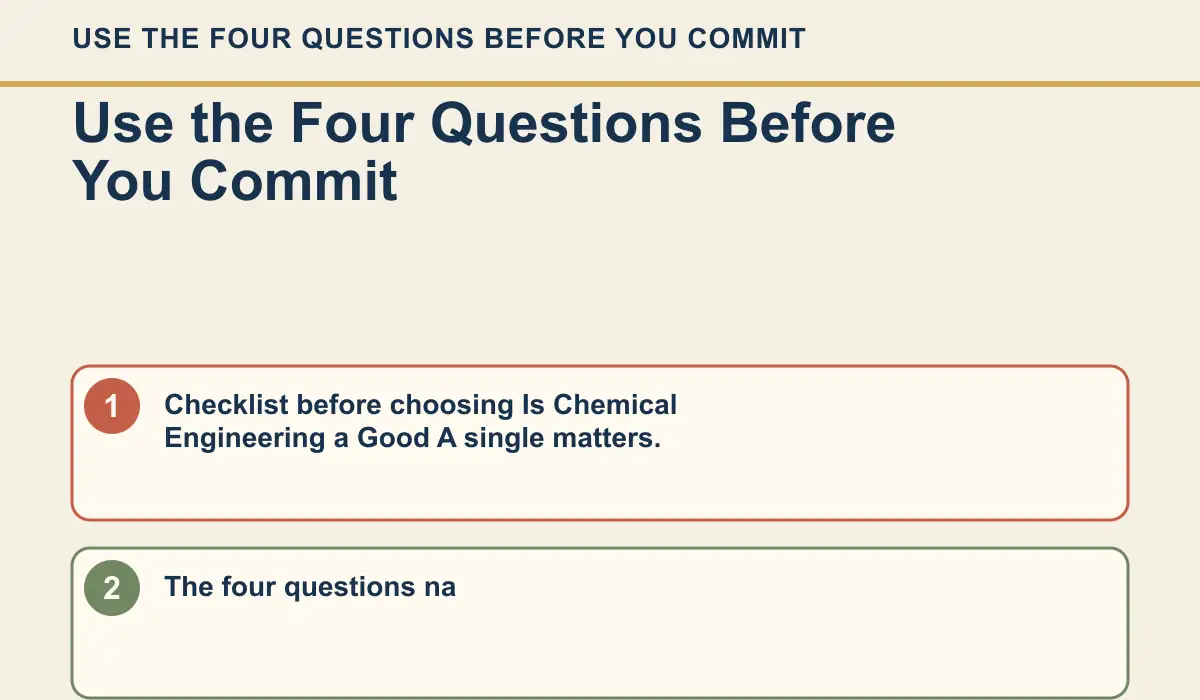 USE THE FOUR QUESTIONS BEFORE YOU COMMIT
Use the Four Questions Before
You Commit
1
Checklist before choosing Is Chemical
Engineering a Good A single matters.
2
The four questions na